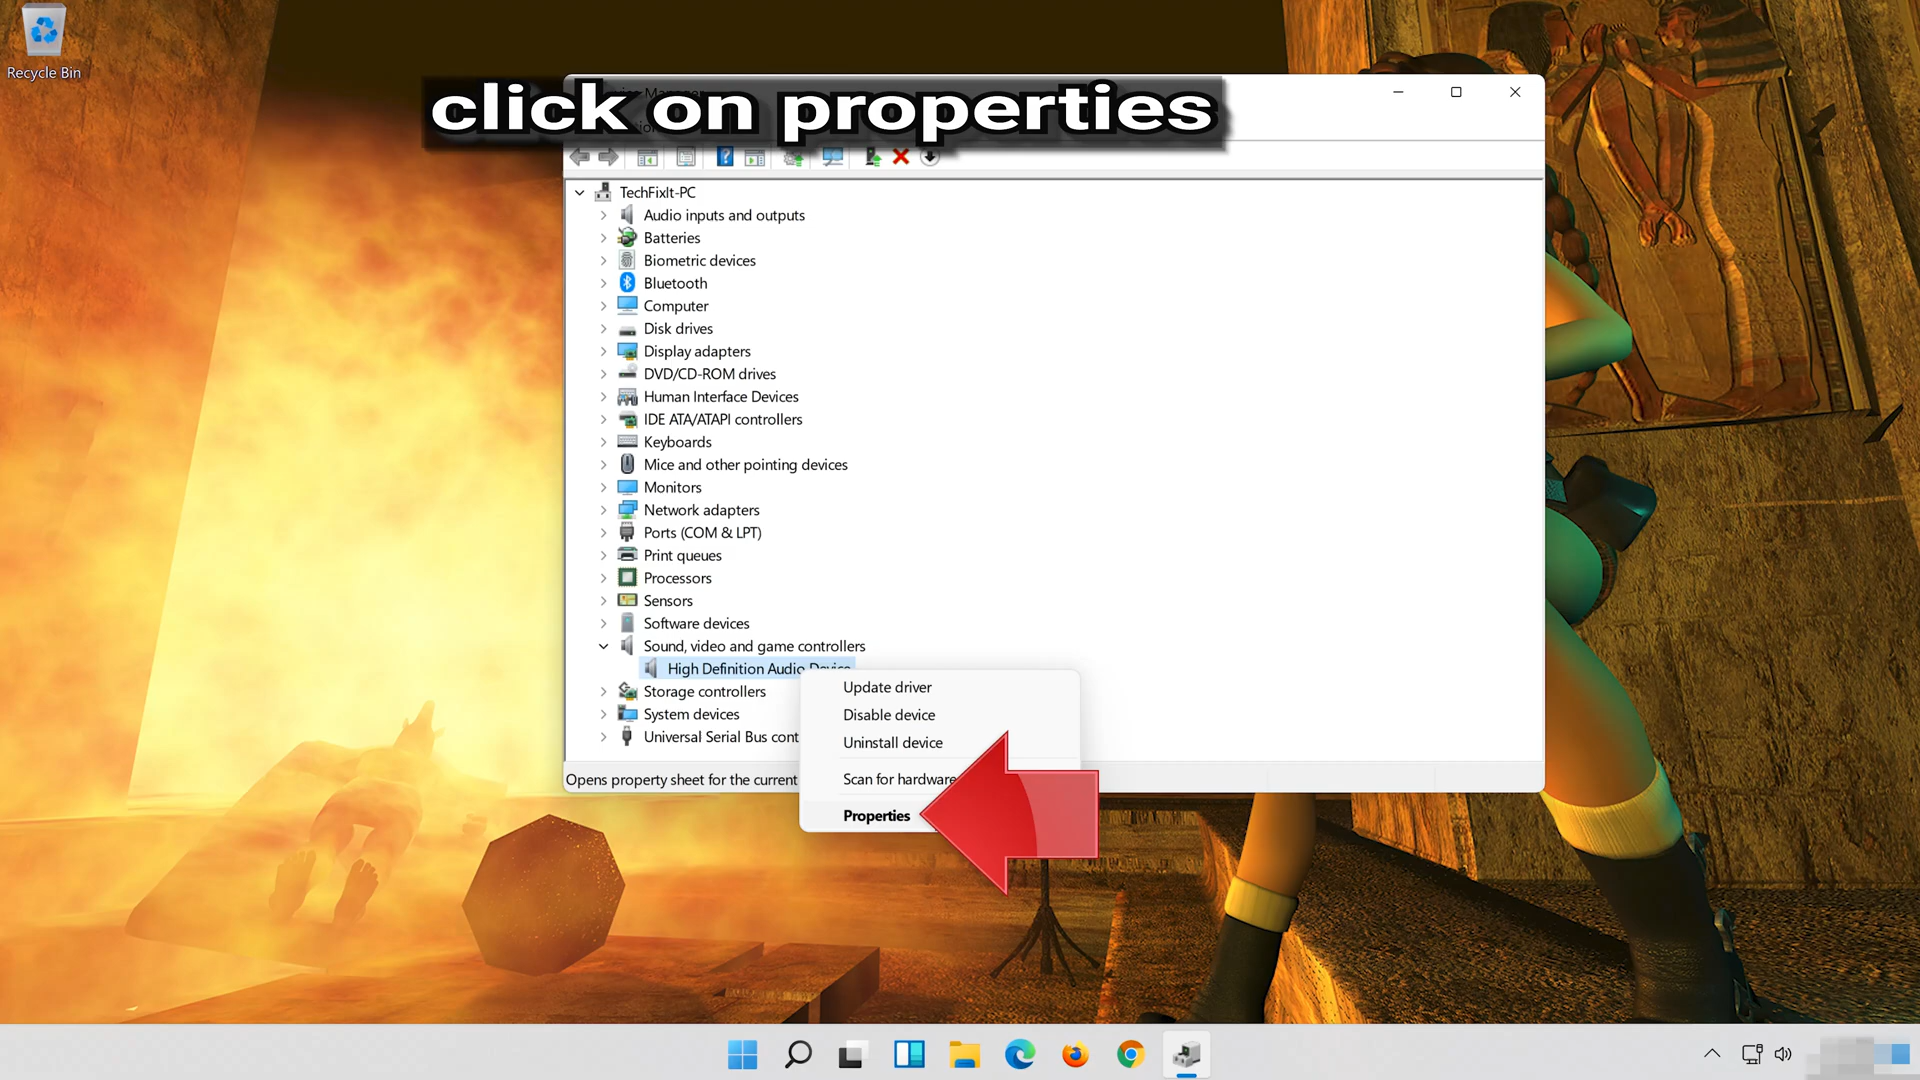 Recycle Bin
click on properties
TechFixIt-PC
Audio inputs and outputs
Batteries
Biometric devices
Bluetooth
Computer
Disk drives
Display adapters
DVD/CD-ROM drives
Human Interface Devices
IDE ATA/ATAPI controllers
Keyboards
Mice and other pointing devices
Monitors
Network adapters
Ports (COM & LPT)
Print queues
Processors
Sensors
Software devices
Sound, video and game controllers
High Definition Audio Device
Storage controllers
System devices
Universal Serial Bus cont
Update driver
Disable device
Uninstall device
Scan for hardware
Properties
Opens property sheet for the current